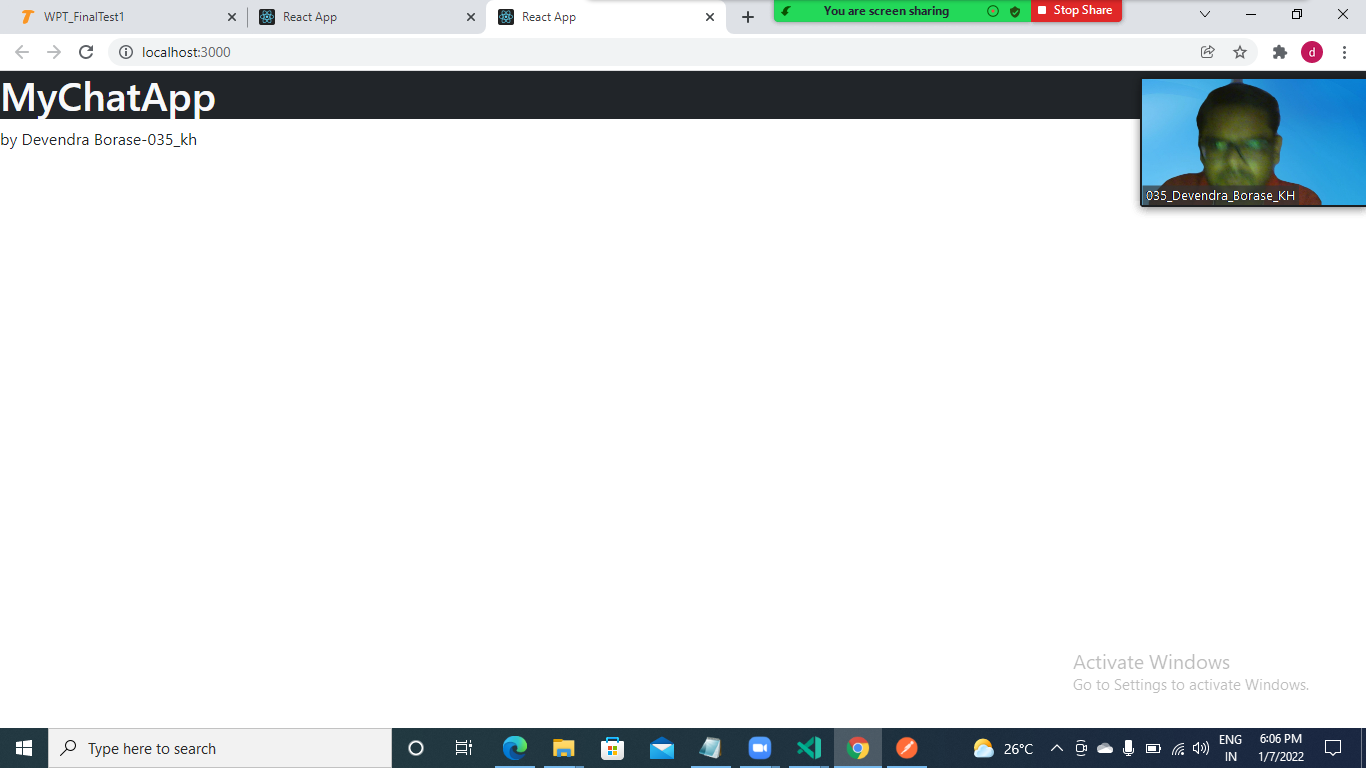 WPT_FinalTest1
React App
React App
You are screen sharing
Stop Share
localhost:3000
MyChatApp
by Devendra Borase-035_kh
035_Devendra_Borase_KH
Activate Windows
Go to Settings to activate Windows.
Type here to search
26°C
ENG
IN
6:06 PM
1/7/2022
d